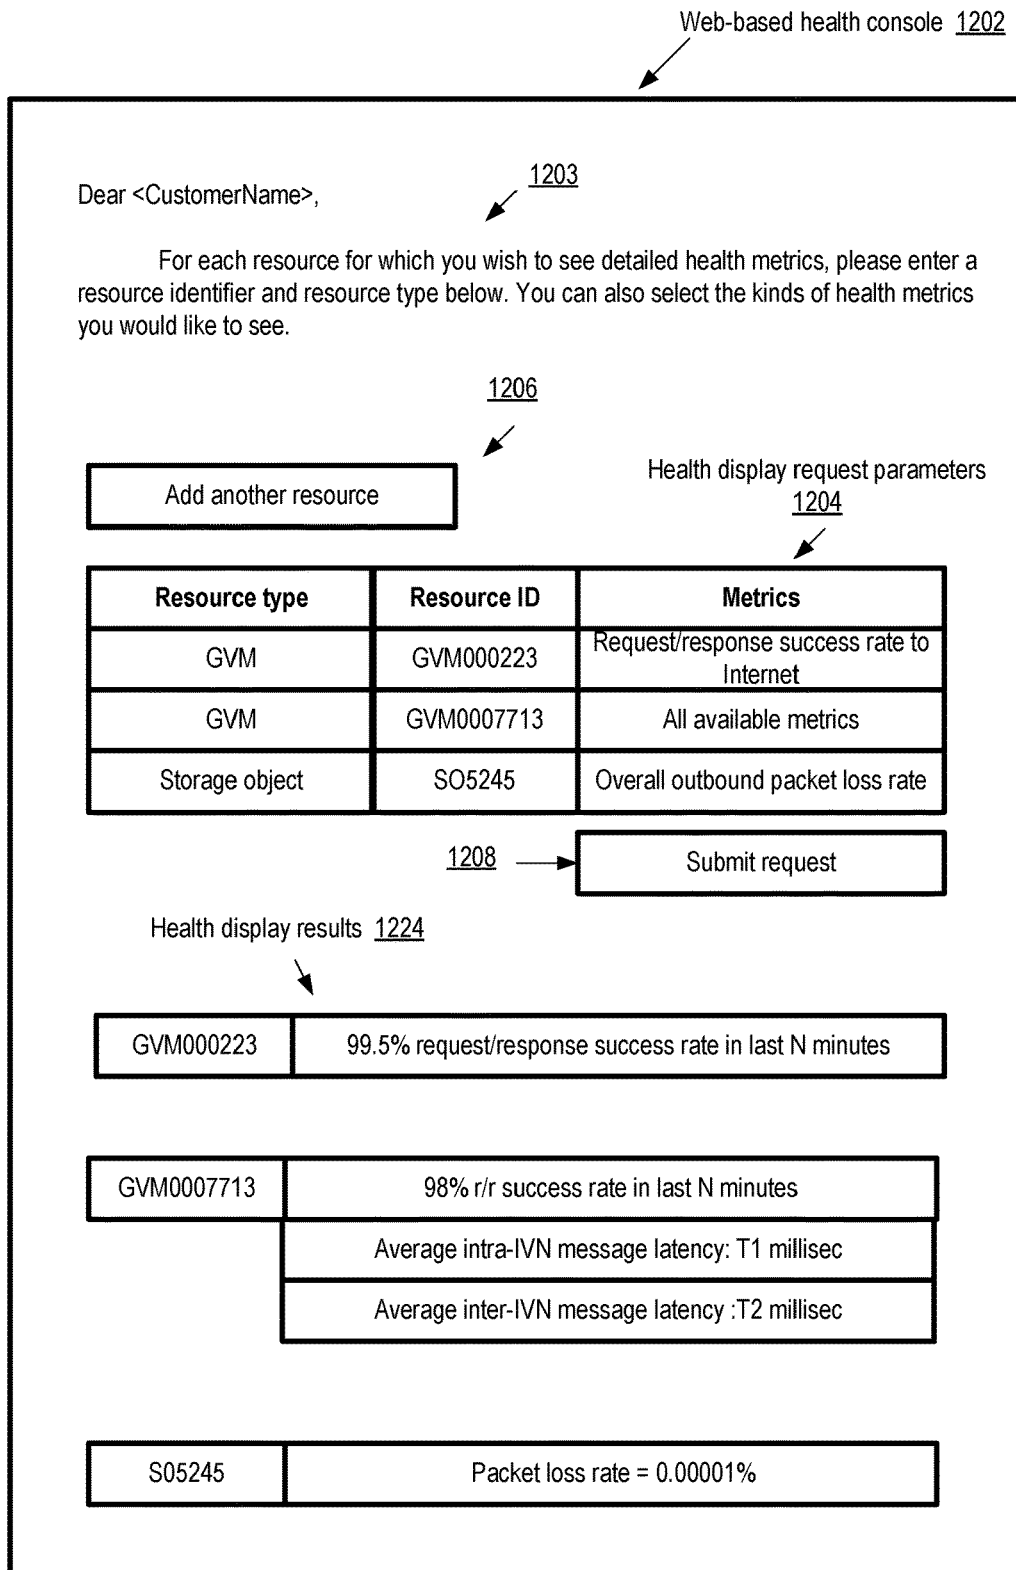 Web-based health console 1202
1203
Dear <CustomerName>,
For each resource for which you wish to see detailed health metrics, please enter a
resource identifier and resource type below. You can also select the kinds of health metrics
you would like to see.
1206
Add another resource
Health display request parameters
1204
Resource type Resource ID Metrics
GVM GVM000223 Request/response success rate to
Internet
GVM GVM0007713 All available metrics
Storage object SO5245 Overall outbound packet loss rate
1208 Submit request
Health display results 1224
GVM000223 99.5% request/response success rate in last N minutes
GVM0007713 98% r/r success rate in last N minutes
Average intra-IVN message latency: T1 millisec
Average inter-IVN message latency :T2 millisec
S05245 Packet loss rate = 0.00001%